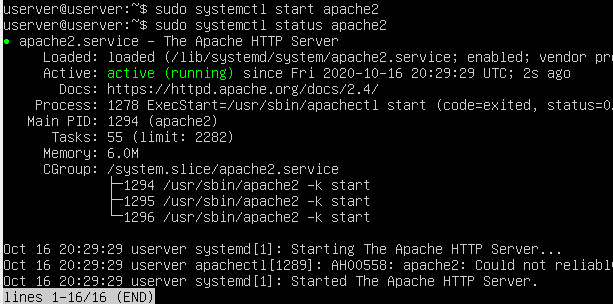 userver@userver:~$ sudo systemctl start apache2
userver@userver:~$ sudo systemctl status apache2
● apache2.service – The Apache HTTP Server
Loaded: loaded (/lib/systemd/system/apache2.service; enabled; vendor pre
Active: active (running) since Fri 2020-10-16 20:29:29 UTC; 2s ago
Docs: https://httpd.apache.org/docs/2.4/
Process: 1278 ExecStart=/usr/sbin/apachectl start (code=exited, status=0/
Main PID: 1294 (apache2)
Tasks: 55 (limit: 2282)
Memory: 6.0M
CGroup: /system.slice/apache2.service
├─1294 /usr/sbin/apache2 -k start
├─1295 /usr/sbin/apache2 -k start
└─1296 /usr/sbin/apache2 -k start
Oct 16 20:29:29 userver systemd[1]: Starting The Apache HTTP Server...
Oct 16 20:29:29 userver apachectl[1289]: AH00558: apache2: Could not reliabl
Oct 16 20:29:29 userver systemd[1]: Started The Apache HTTP Server.
lines 1-16/16 (END)